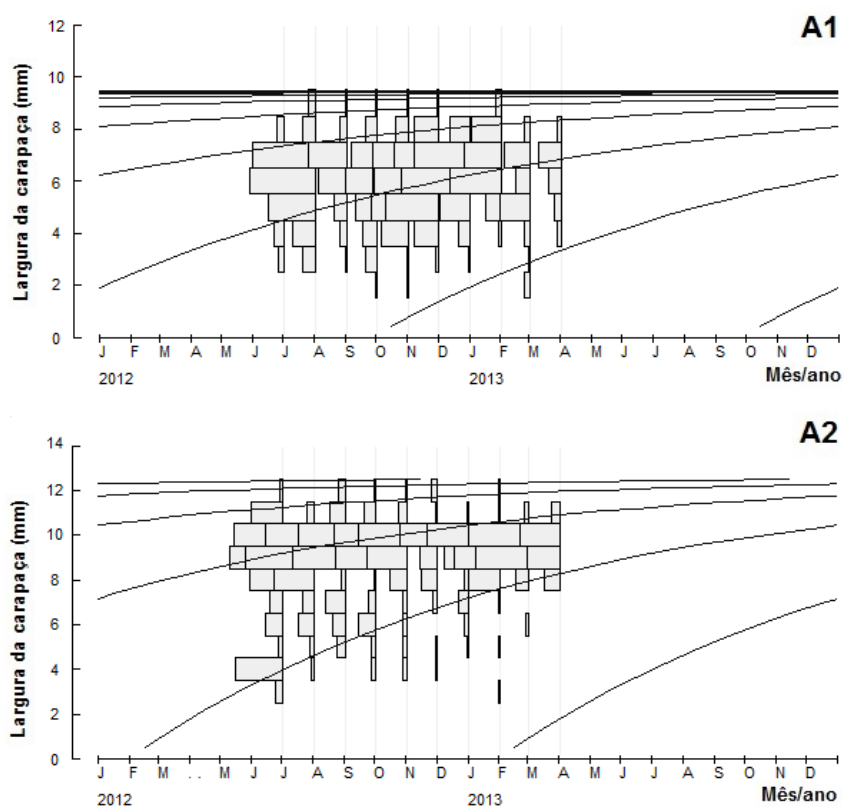 A1
Largura da carapaça (mm)
12
10
8
6
4
2
0
J F M A M J J A S O N D J F M A M J J A S O N D
2012 2013 Mês/ano
A2
Largura da carapaça (mm)
14
12
10
8
6
4
2
0
J F M . . M J J A S O N D J F M A M J J A S O N D
2012 2013 Mês/ano